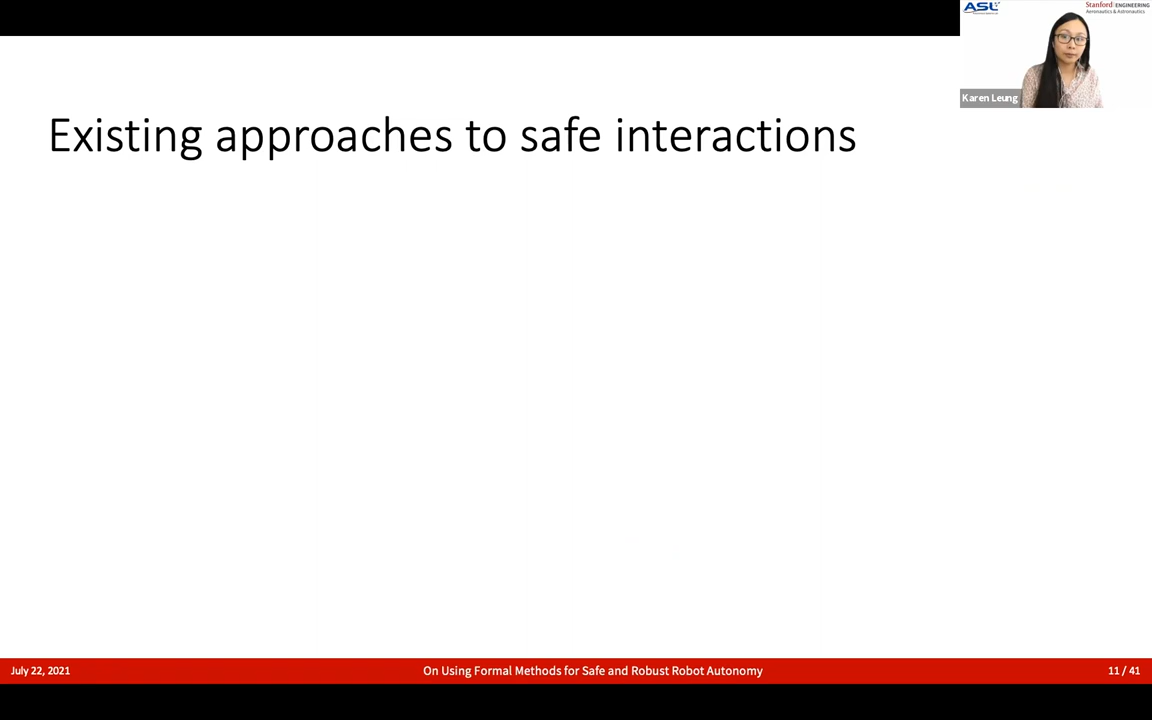 ASL
Stanford ENGINEERING
Aeronautics & Astronautics
Karen Leung
Existing approaches to safe interactions
July 22, 2021
On Using Formal Methods for Safe and Robust Robot Autonomy
11 / 41